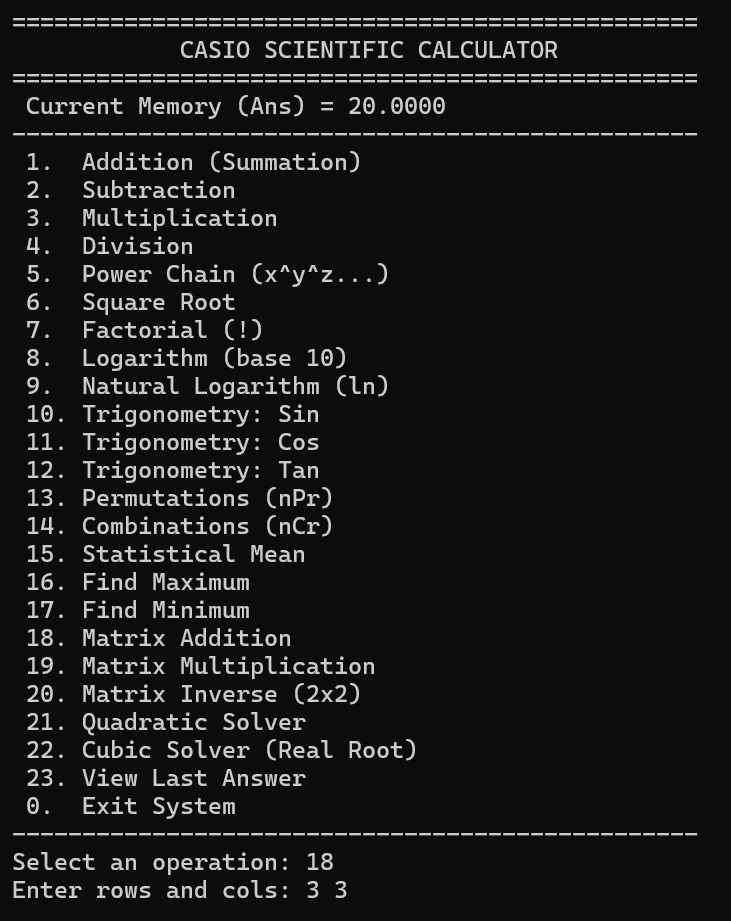 =================================================
            CASIO SCIENTIFIC CALCULATOR
=================================================
 Current Memory (Ans) = 20.0000
-------------------------------------------------
 1.  Addition (Summation)
 2.  Subtraction
 3.  Multiplication
 4.  Division
 5.  Power Chain (x^y^z...)
 6.  Square Root
 7.  Factorial (!)
 8.  Logarithm (base 10)
 9.  Natural Logarithm (ln)
 10. Trigonometry: Sin
 11. Trigonometry: Cos
 12. Trigonometry: Tan
 13. Permutations (nPr)
 14. Combinations (nCr)
 15. Statistical Mean
 16. Find Maximum
 17. Find Minimum
 18. Matrix Addition
 19. Matrix Multiplication
 20. Matrix Inverse (2x2)
 21. Quadratic Solver
 22. Cubic Solver (Real Root)
 23. View Last Answer
 0.  Exit System
-------------------------------------------------
Select an operation: 18
Enter rows and cols: 3 3